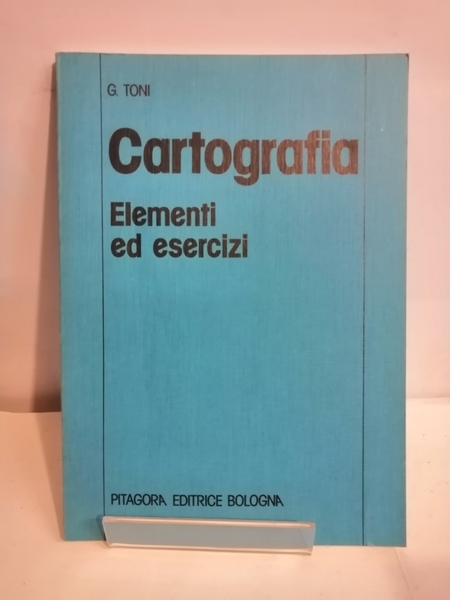 G. TONI
Cartografia
Elementi
ed esercizi
PITAGORA EDITRICE BOLOGNA